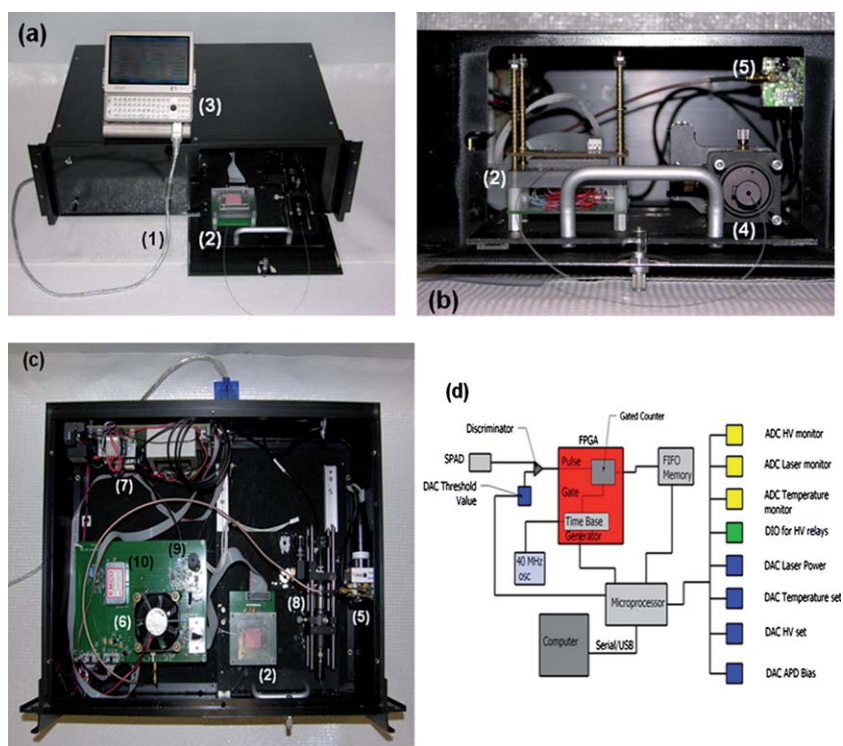 (a)
(3)
(1)
(2)
(5)
(2)
(4)
(b)
(c)
(7)
(9)
(10)
(6)
(8)
(5)
(2)
(d)
Gated Counter
Discriminator
FPGA
SPAD
Pulse
FIFO
Memory
DAC Threshold
Value
Gate
Time Base
Generator
40 MHz
osc
Microprocessor
Computer
Serial/USB
ADC HV monitor
ADC Laser monitor
ADC Temperature
monitor
DIO for HV relays
DAC Laser Power
DAC Temperature set
DAC HV set
DAC APD Bias